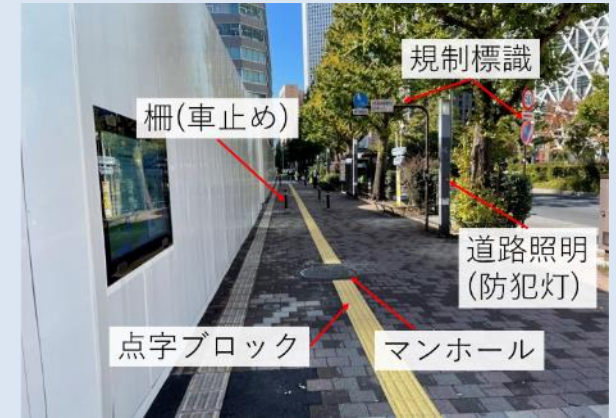 規制標識
柵(車止め)
道路照明
(防犯灯)
点字ブロック
マンホール